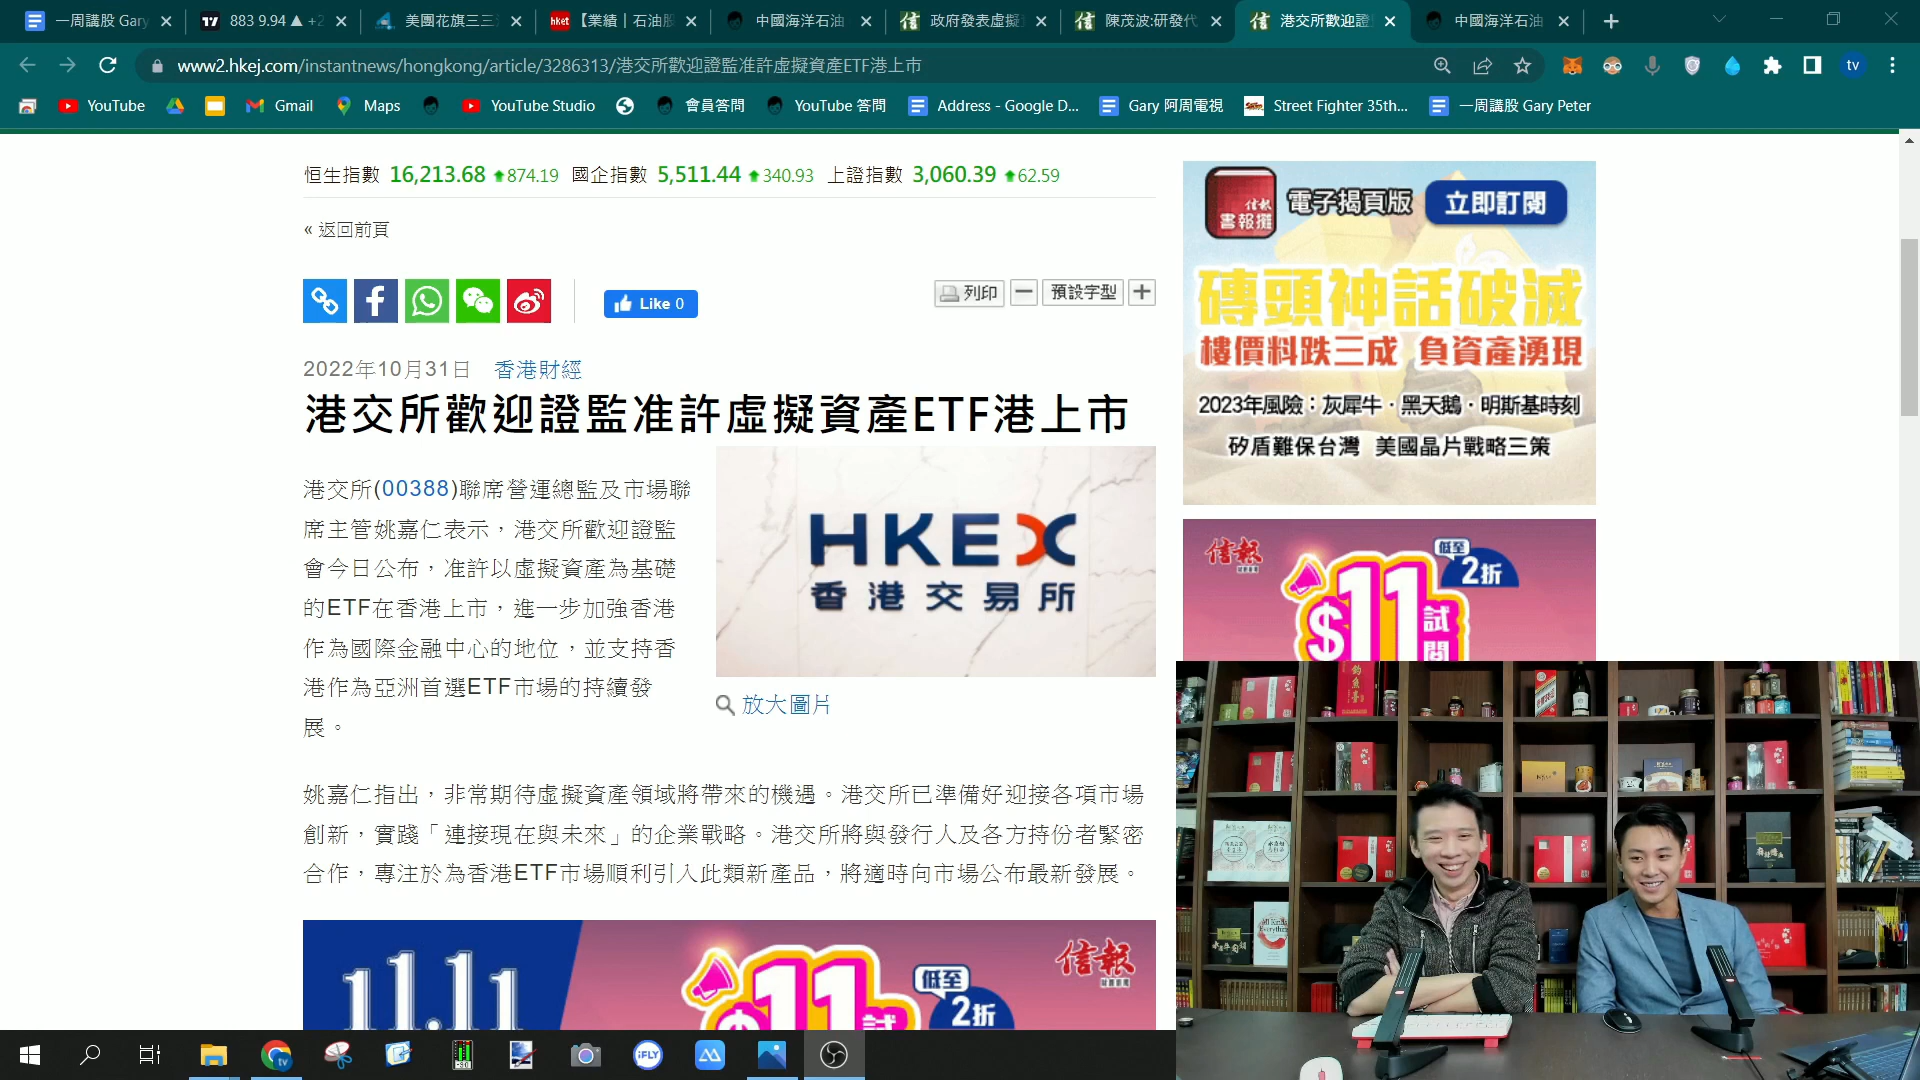 一周講股 Gary
883 9.94 ▲ +2
美團花旗三三
【業績｜石油股
中國海洋石油
政府發表虛擬
陳茂波:研發代
港交所歡迎證
中國海洋石油
www2.hkej.com/instantnews/hongkong/article/3286313/港交所歡迎證監准許虛擬資產ETF港上市
tv
YouTube
Gmail
Maps
YouTube Studio
會員答問
YouTube 答問
Address - Google D...
Gary 阿周電視
Street Fighter 35th...
一周講股 Gary Peter
恒生指數 16,213.68 874.19 國企指數 5,511.44 340.93 上證指數 3,060.39 62.59
« 返回前頁
Like 0
列印
預設字型
2022年10月31日 香港財經
港交所歡迎證監准許虛擬資產ETF港上市
港交所(00388)聯席營運總監及市場聯
席主管姚嘉仁表示，港交所歡迎證監
會今日公布，准許以虛擬資產為基礎
的ETF在香港上市，進一步加強香港
作為國際金融中心的地位，並支持香
港作為亞洲首選ETF市場的持續發
展。
HKEX
香港交易所
放大圖片
姚嘉仁指出，非常期待虛擬資產領域將帶來的機遇。港交所已準備好迎接各項市場
創新，實踐「連接現在與未來」的企業戰略。港交所將與發行人及各方持份者緊密
合作，專注於為香港ETF市場順利引入此類新產品，將適時向市場公布最新發展。
11.11
$11試
低至
2折
信報
信報
書報攤
電子揭頁版
立即訂閱
磚頭神話破滅
樓價料跌三成 負資產湧現
2023年風險：灰犀牛·黑天鵝·明斯基時刻
矽盾難保台灣 美國晶片戰略三策
信報
低至
2折
$11試閱
iFLY
tv